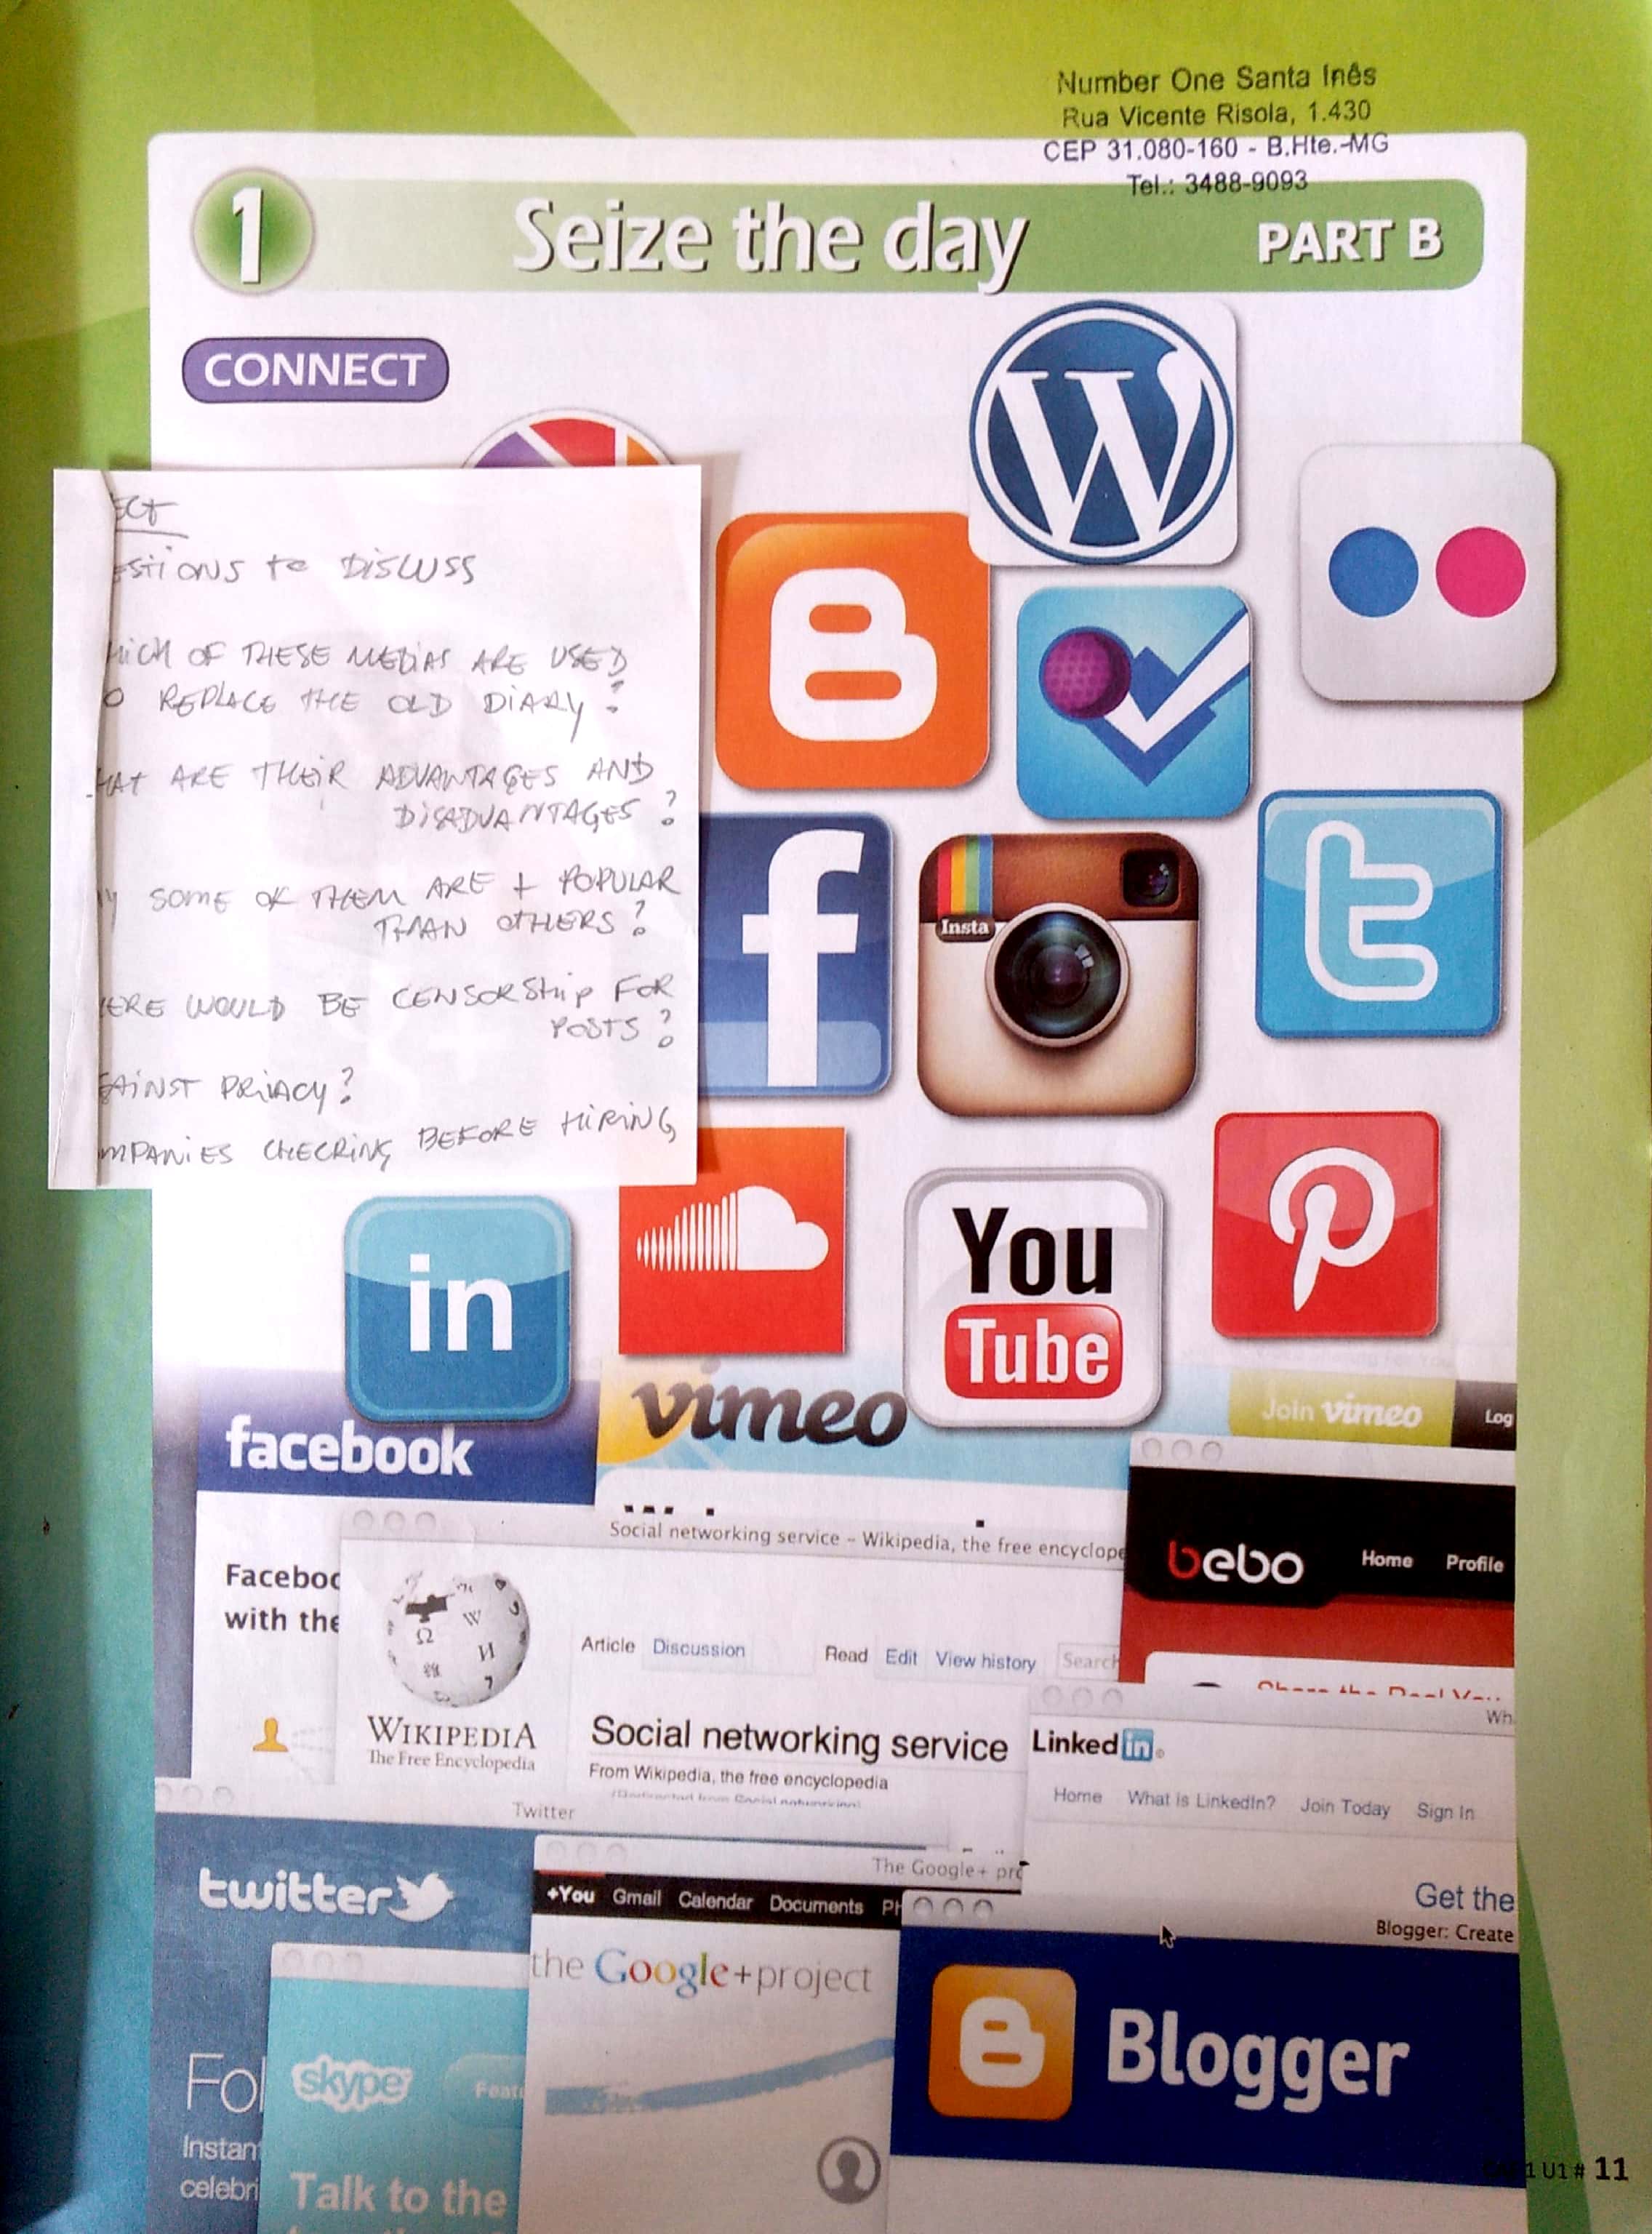 Number One Santa Inês
Rua Vicente Risola, 1.430
CEP 31.080-160 - B.Hte.-MG
Tel.: 3488-9093
1 Seize the day PART B
CONNECT
ECT
ESTIONS to DISCUSS
HICH OF THESE MEDIAS ARE USED
O REPLACE THE OLD DIARY?
HAT ARE THEIR ADVANTAGES AND
DISADVANTAGES?
Y SOME OF THEM ARE + POPULAR
THAN OTHERS?
HERE WOULD BE CENSORSHIP FOR
POSTS?
GAINST PRIVACY?
OMPANIES CHECKING BEFORE HIRING
W
B
f
Insta
t
in
You
Tube
P
facebook
vimeo
Join vimeo
Log
Social networking service – Wikipedia, the free encyclope
bebo
Home Profile
Faceboo
with the
Article Discussion Read Edit View history Search
WIKIPEDIA
The Free Encyclopedia
Social networking service
From Wikipedia, the free encyclopedia
Wh
Linked in
Home What is LinkedIn? Join Today Sign In
Twitter
twitter
The Google+ pro
+You Gmail Calendar Documents Ph
Get the
Blogger: Create
the Google+project
B Blogger
Fol
skype
Featu
Instan
celebri
Talk to the
1 U1 # 11